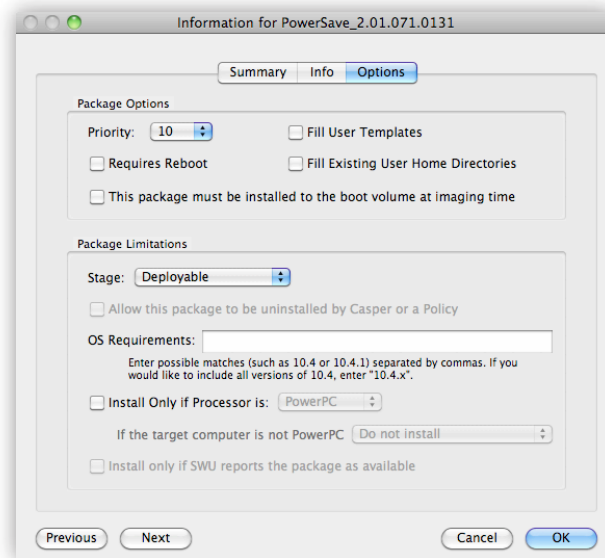 Information for PowerSave_2.01.071.0131
Summary Info Options
Package Options
Priority: 10 Fill User Templates
Requires Reboot Fill Existing User Home Directories
This package must be installed to the boot volume at imaging time
Package Limitations
Stage: Deployable
Allow this package to be uninstalled by Casper or a Policy
OS Requirements:
Enter possible matches (such as 10.4 or 10.4.1) separated by commas. If you
would like to include all versions of 10.4, enter "10.4.x".
Install Only if Processor is: PowerPC
If the target computer is not PowerPC Do not install
Install only if SWU reports the package as available
Previous Next Cancel OK